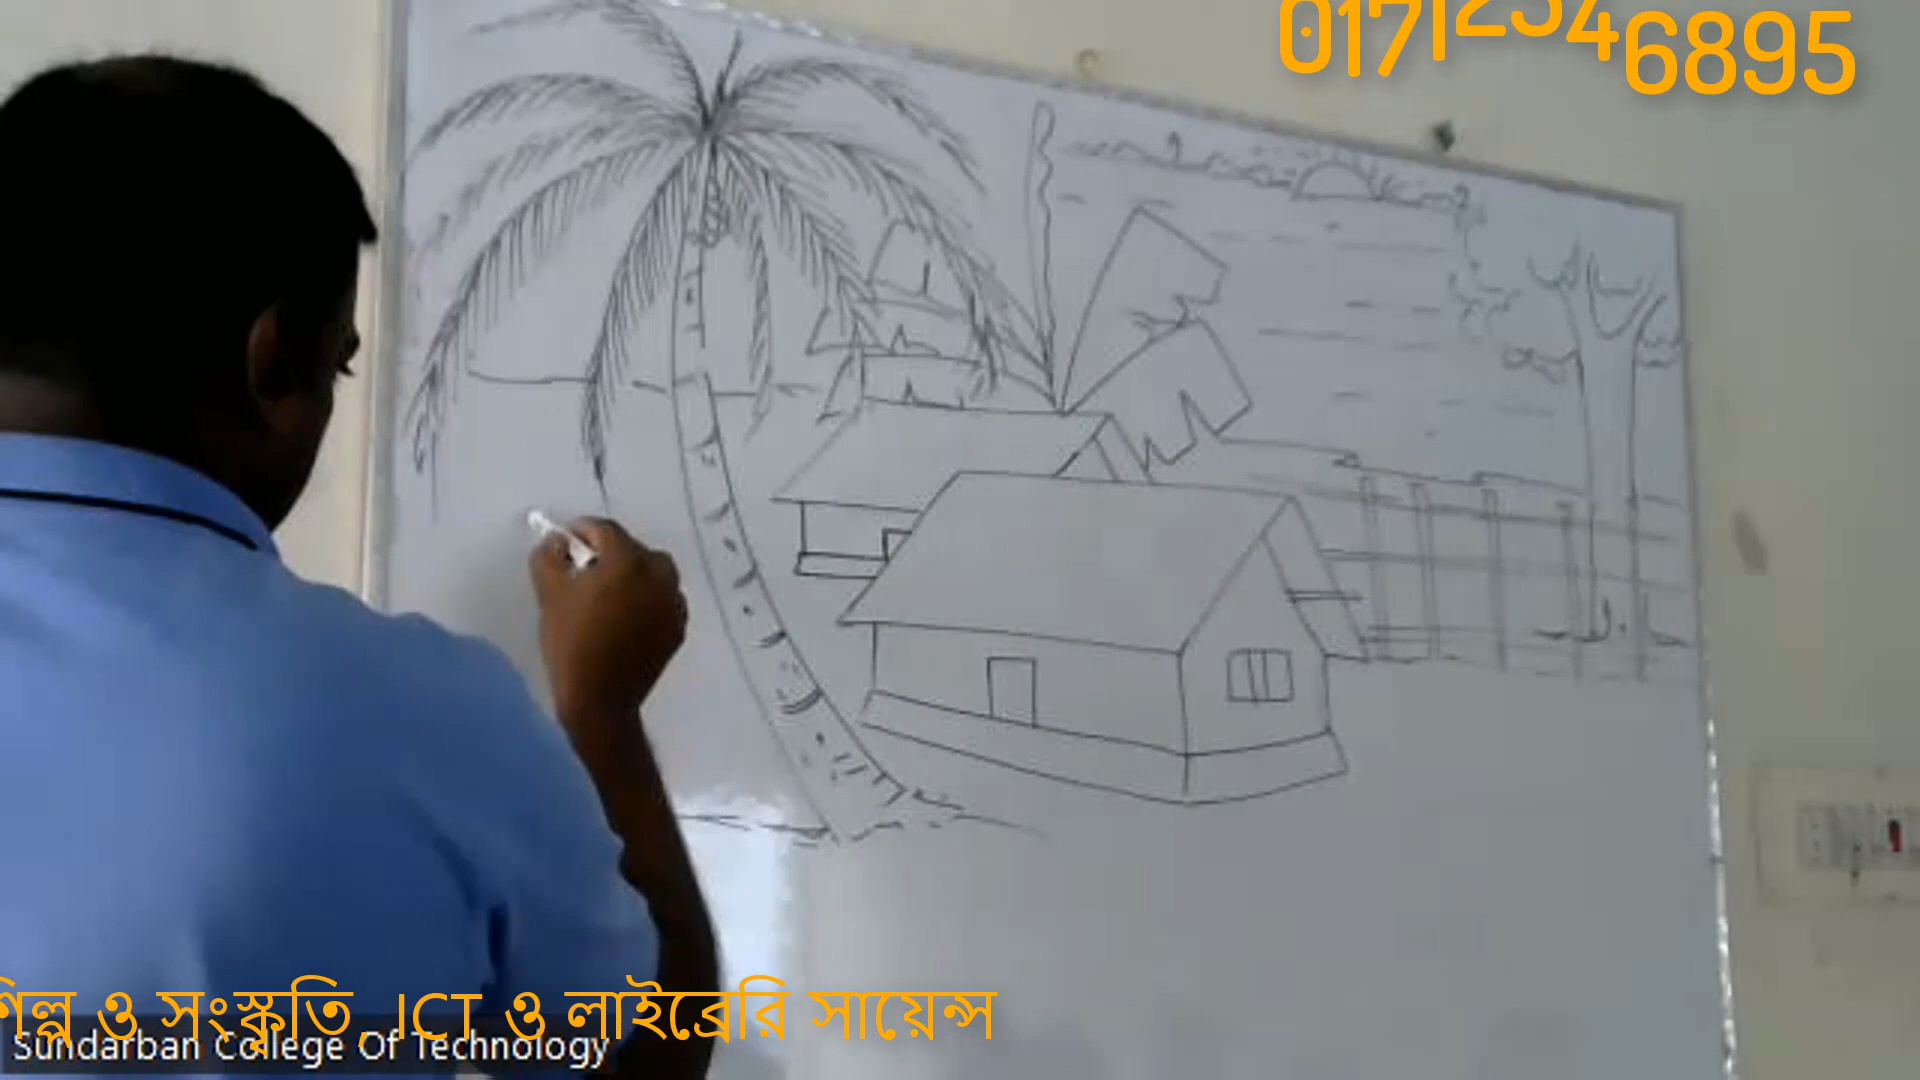 01712346895
শিল্প ও সংস্কৃতি, ICT ও লাইব্রেরি সায়েন্স
Sundarban College Of Technology